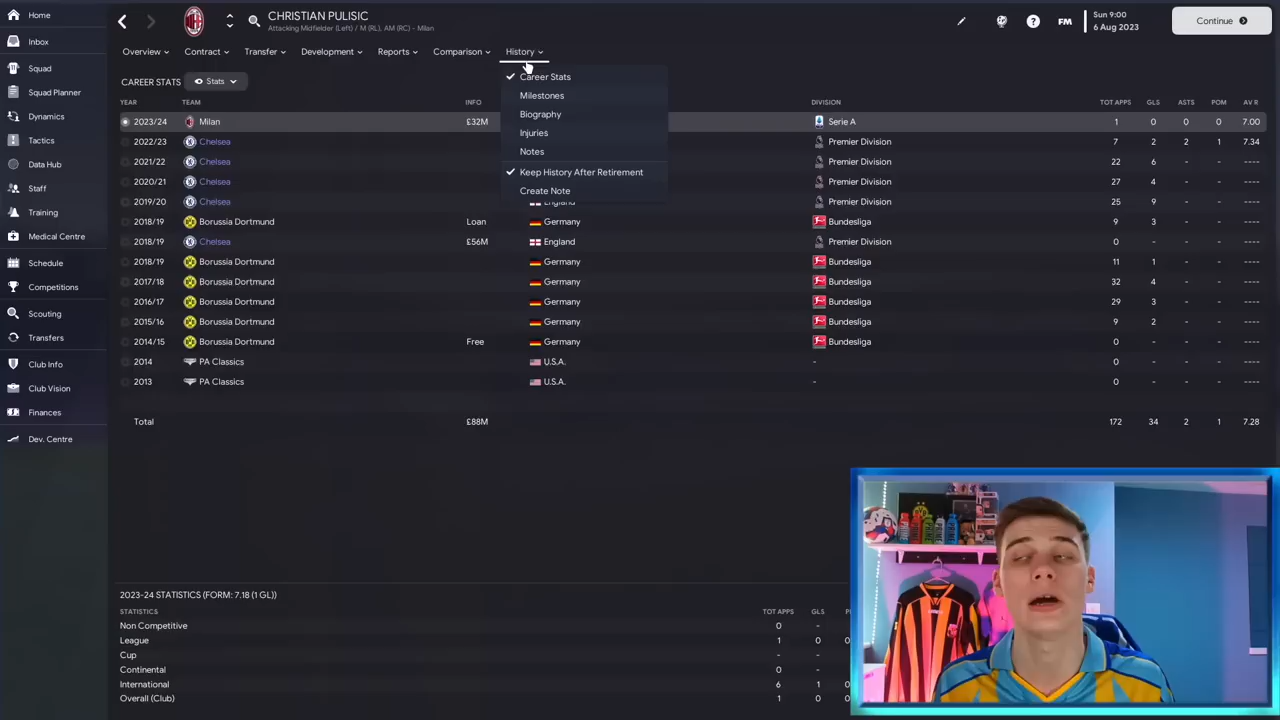 Home
CHRISTIAN PULISIC
Attacking Midfielder (Left) / M (RL), AM (RC) - Milan
FM
Sun 9:00
6 Aug 2023
Continue
Inbox
Squad
Squad Planner
Dynamics
Tactics
Data Hub
Staff
Training
Medical Centre
Schedule
Competitions
Scouting
Transfers
Club Info
Club Vision
Finances
Dev. Centre
Overview Contract Transfer Development Reports Comparison History
CAREER STATS Stats
Career Stats
Milestones
Biography
Injuries
Notes
Keep History After Retirement
Create Note
YEAR TEAM INFO DIVISION TOT APPS GLS ASTS POM AV R
2023/24 Milan £32M Serie A 1 0 0 0 7.00
2022/23 Chelsea Premier Division 7 2 2 1 7.34
2021/22 Chelsea Premier Division 22 6 - - ----
2020/21 Chelsea Premier Division 27 4 - - ----
2019/20 Chelsea England Premier Division 25 9 - - ----
2018/19 Borussia Dortmund Loan Germany Bundesliga 9 3 - - ----
2018/19 Chelsea £56M England Premier Division 0 - - - ----
2018/19 Borussia Dortmund Germany Bundesliga 11 1 - - ----
2017/18 Borussia Dortmund Germany Bundesliga 32 4 - - ----
2016/17 Borussia Dortmund Germany Bundesliga 29 3 - - ----
2015/16 Borussia Dortmund Germany Bundesliga 9 2 - - ----
2014/15 Borussia Dortmund Free Germany Bundesliga 0 - - - ----
2014 PA Classics U.S.A. - 0 - - - ----
2013 PA Classics U.S.A. - 0 - - - ----
Total £88M 172 34 2 1 7.28
2023-24 STATISTICS (FORM: 7.18 (1 GL))
STATISTICS TOT APPS GLS
Non Competitive 0 -
League 1 0 0
Cup - -
Continental 0 -
International 6 1 0
Overall (Club) 1 0 0